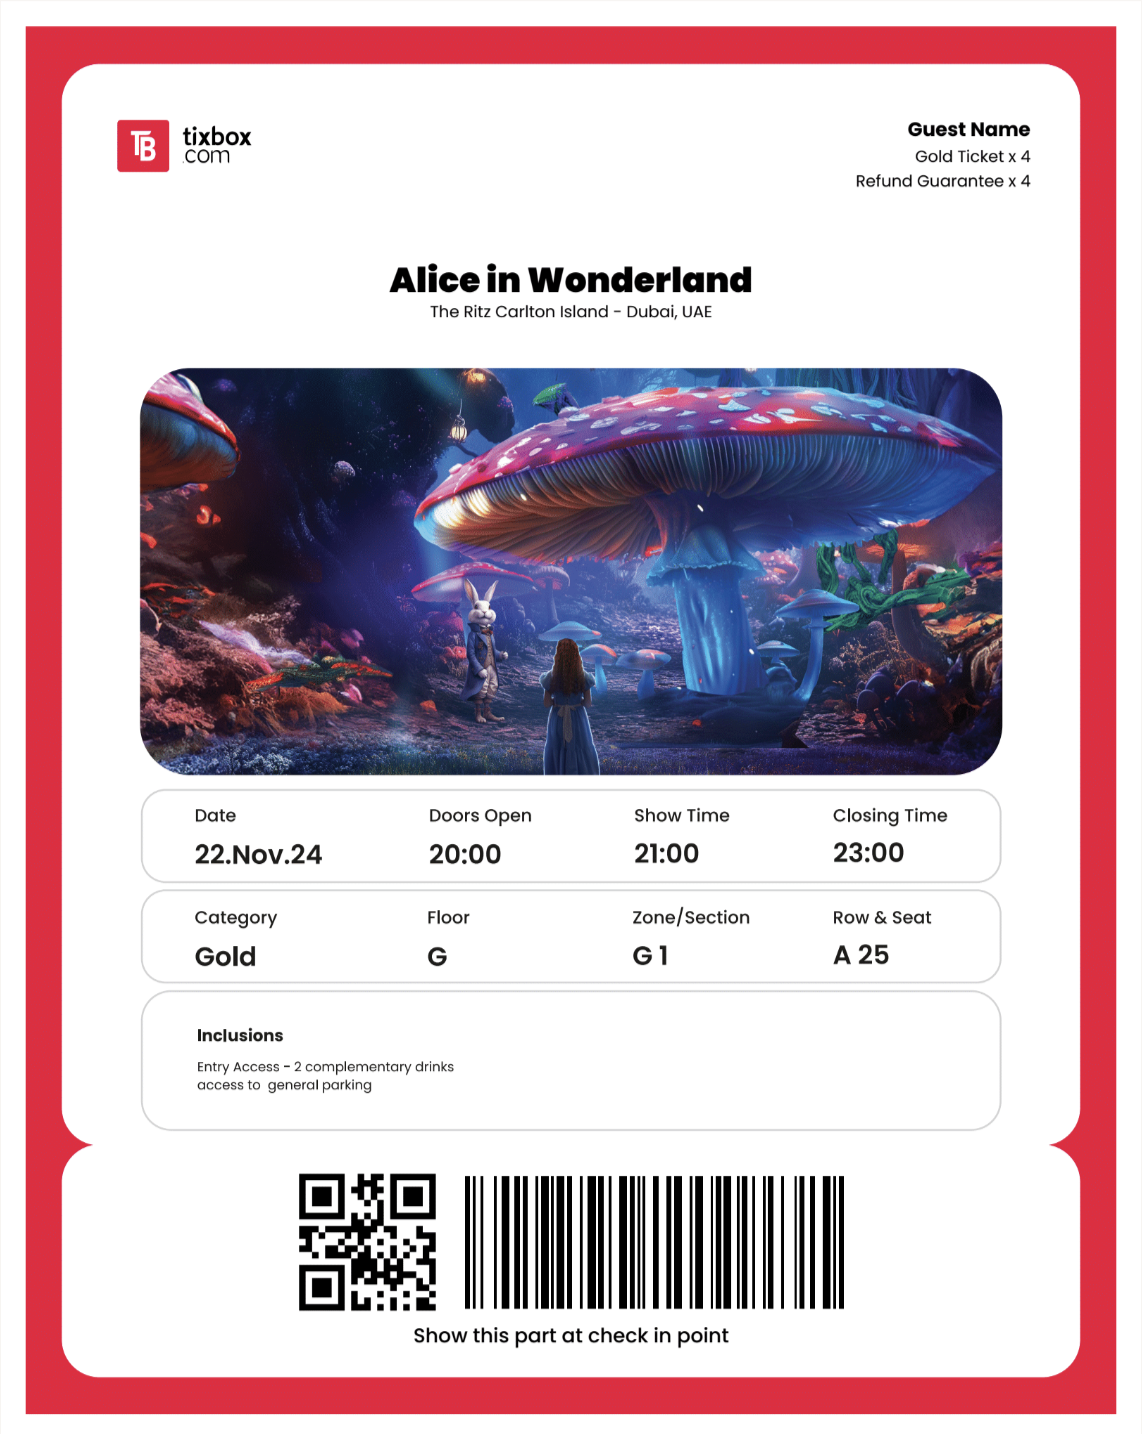 TB
tixbox
.com
Guest Name
Gold Ticket x 4
Refund Guarantee x 4
Alice in Wonderland
The Ritz Carlton Island - Dubai, UAE
Date
Doors Open
Show Time
Closing Time
22.Nov.24
20:00
21:00
23:00
Category
Floor
Zone/Section
Row & Seat
Gold
G
G 1
A 25
Inclusions
Entry Access - 2 complementary drinks
access to general parking
Show this part at check in point